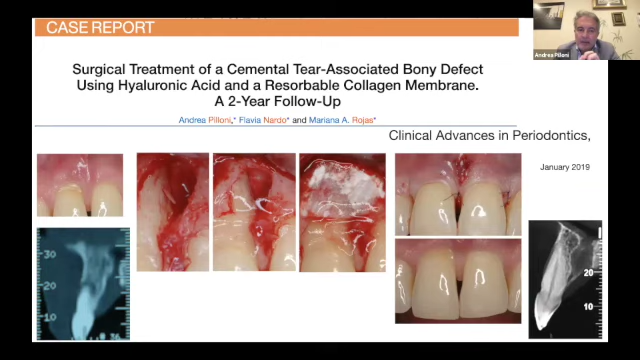 CASE REPORT
Andrea Pilloni
Surgical Treatment of a Cemental Tear-Associated Bony Defect
Using Hyaluronic Acid and a Resorbable Collagen Membrane.
A 2-Year Follow-Up
Andrea Pilloni,* Flavia Nardo* and Mariana A. Rojas*
Clinical Advances in Periodontics,
January 2019
30
20
10
20
10